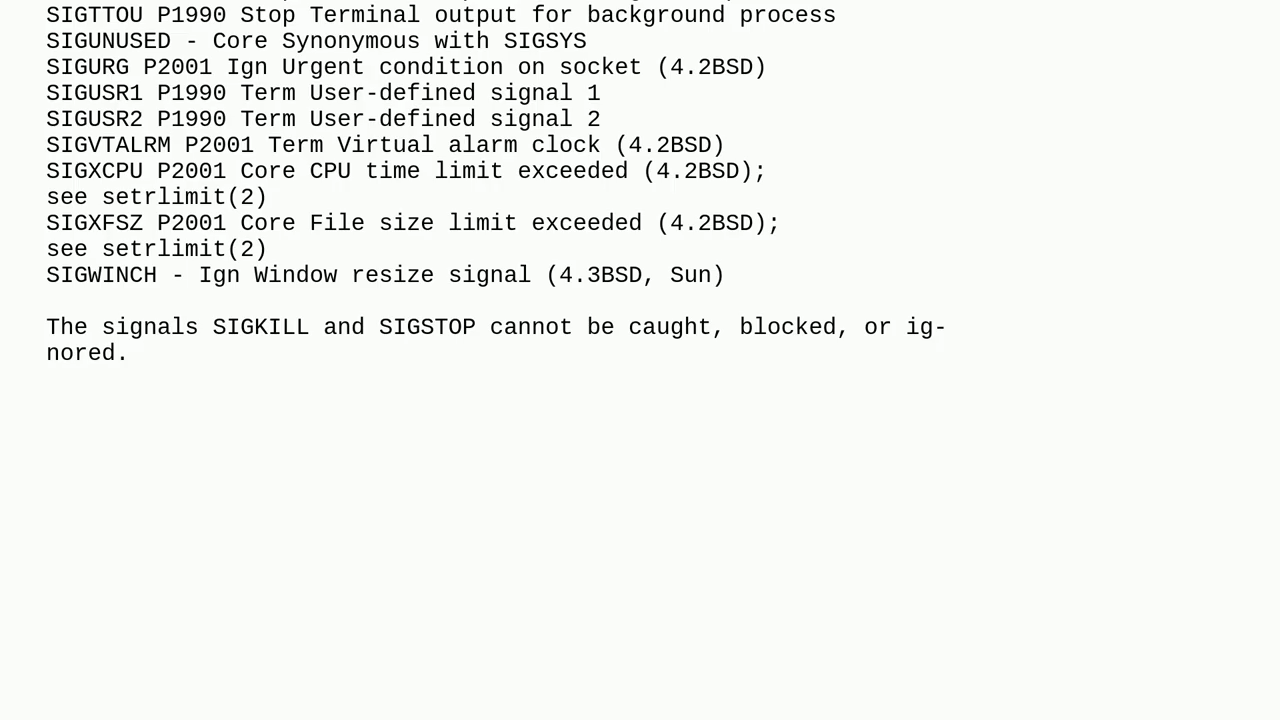 SIGTTOU P1990 Stop Terminal output for background process
SIGUNUSED - Core Synonymous with SIGSYS
SIGURG P2001 Ign Urgent condition on socket (4.2BSD)
SIGUSR1 P1990 Term User-defined signal 1
SIGUSR2 P1990 Term User-defined signal 2
SIGVTALRM P2001 Term Virtual alarm clock (4.2BSD)
SIGXCPU P2001 Core CPU time limit exceeded (4.2BSD);
see setrlimit(2)
SIGXFSZ P2001 Core File size limit exceeded (4.2BSD);
see setrlimit(2)
SIGWINCH - Ign Window resize signal (4.3BSD, Sun)

The signals SIGKILL and SIGSTOP cannot be caught, blocked, or ig-
nored.